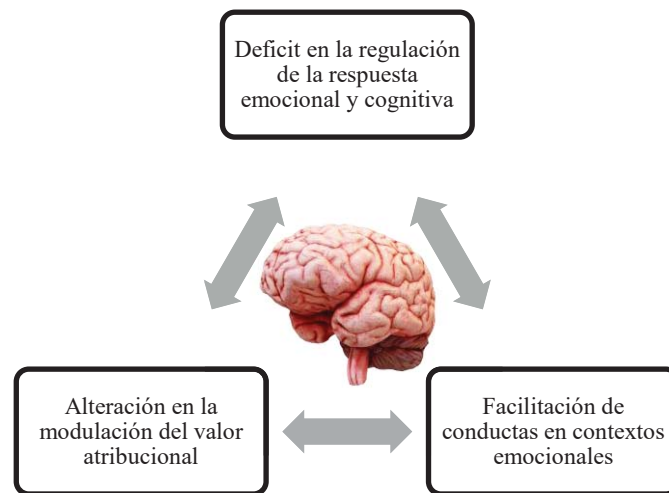 Deficit en la regulación
de la respuesta
emocional y cognitiva
Alteración en la
modulación del valor
atribucional
Facilitación de
conductas en contextos
emocionales